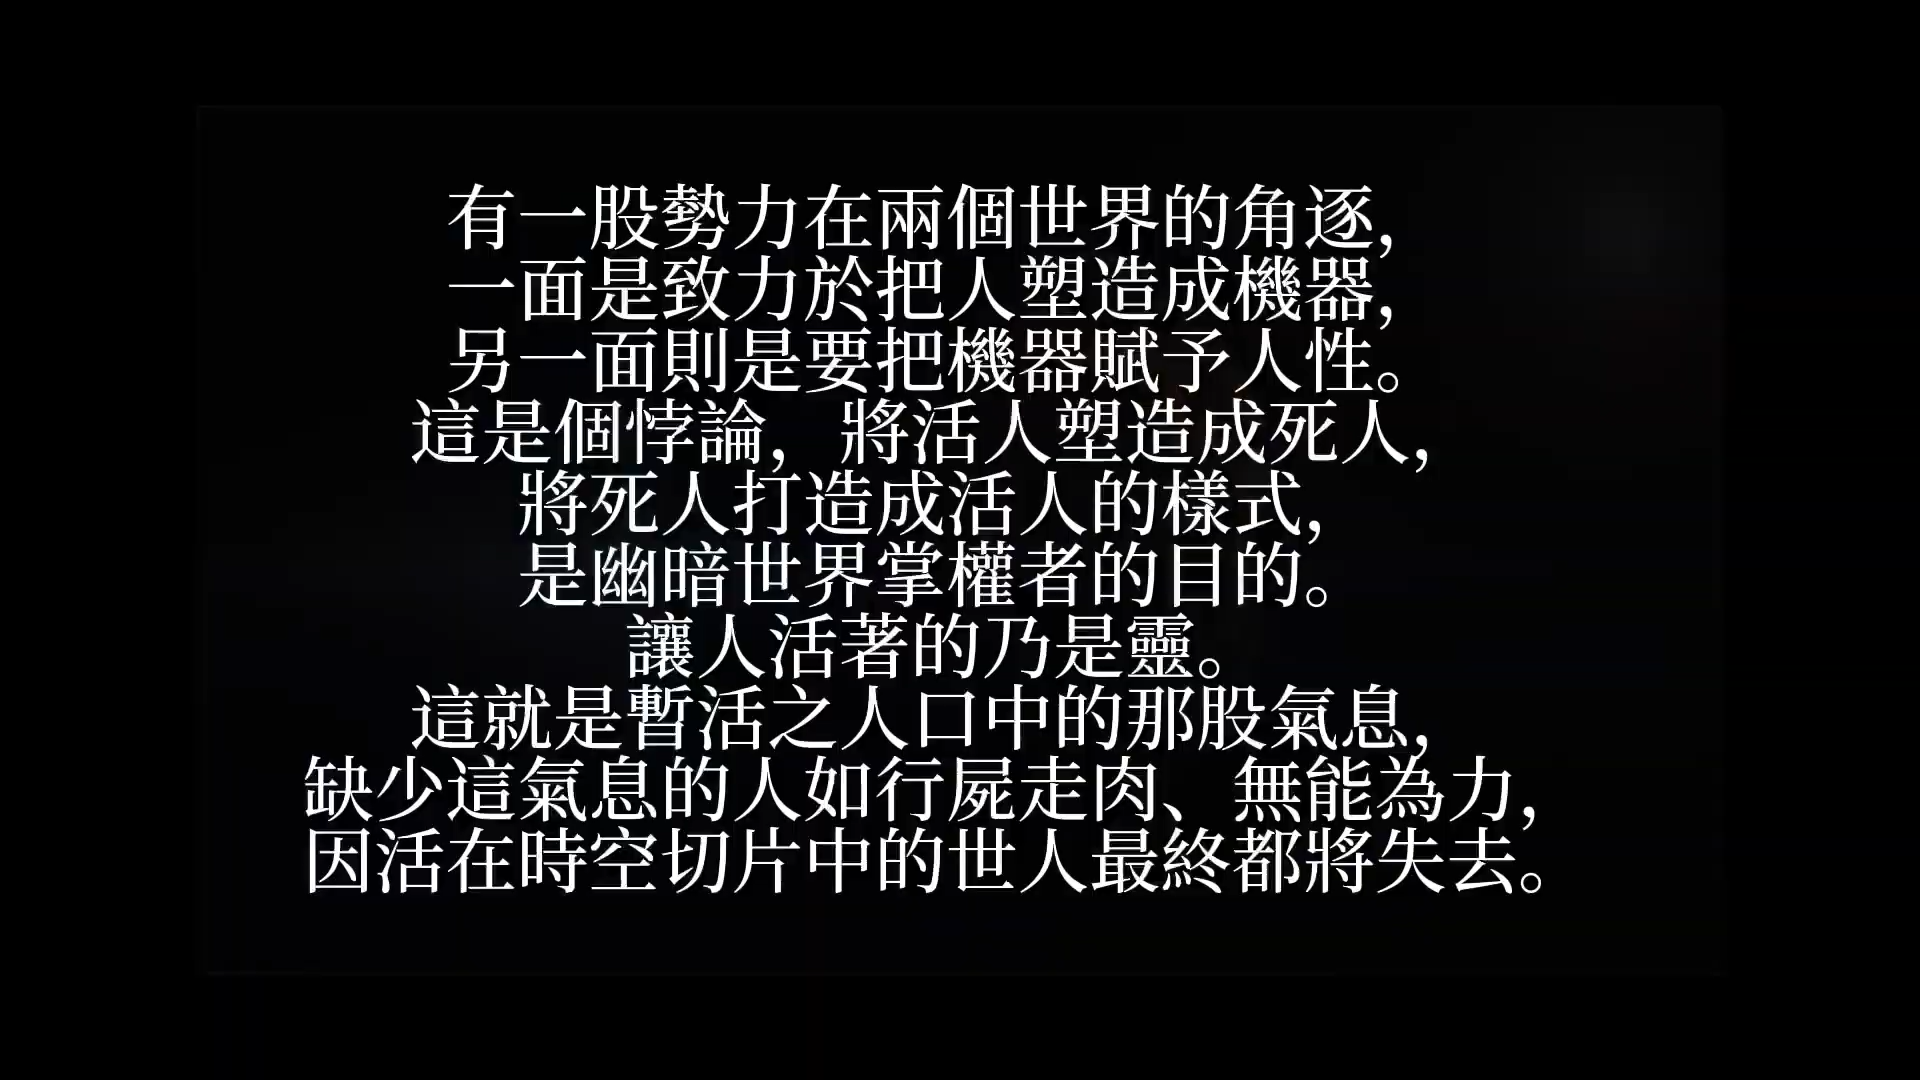 有一股勢力在兩個世界的角逐，
一面是致力於把人塑造成機器，
另一面則是要把機器賦予人性。
這是個悖論，將活人塑造成死人，
將死人打造成活人的樣式，
是幽暗世界掌權者的目的。
讓人活著的乃是靈。
這就是暫活之人口中的那股氣息，
缺少這氣息的人如行屍走肉、無能為力，
因活在時空切片中的世人最終都將失去。